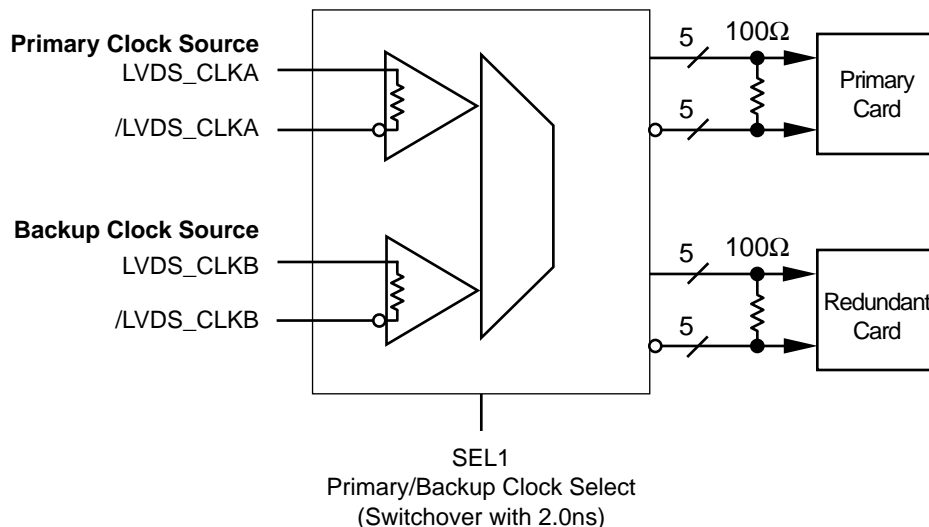 Primary Clock Source
LVDS_CLKA
/LVDS_CLKA
Backup Clock Source
LVDS_CLKB
/LVDS_CLKB
5
100Ω
5
Primary
Card
5
100Ω
5
Redundant
Card
SEL1
Primary/Backup Clock Select
(Switchover with 2.0ns)